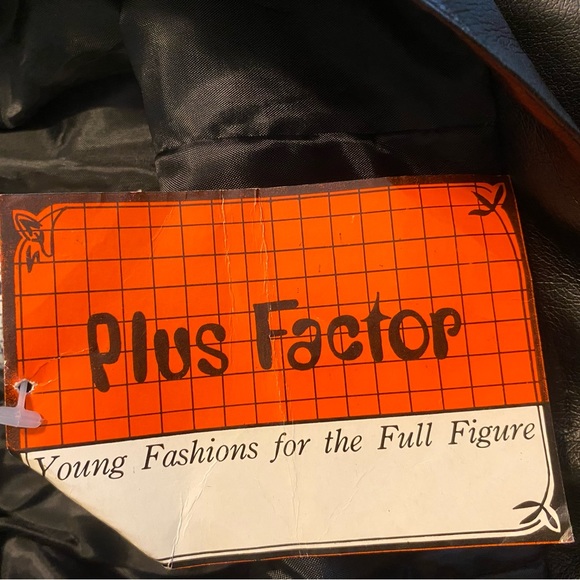 Plus Factor
Young Fashions for the Full Figure